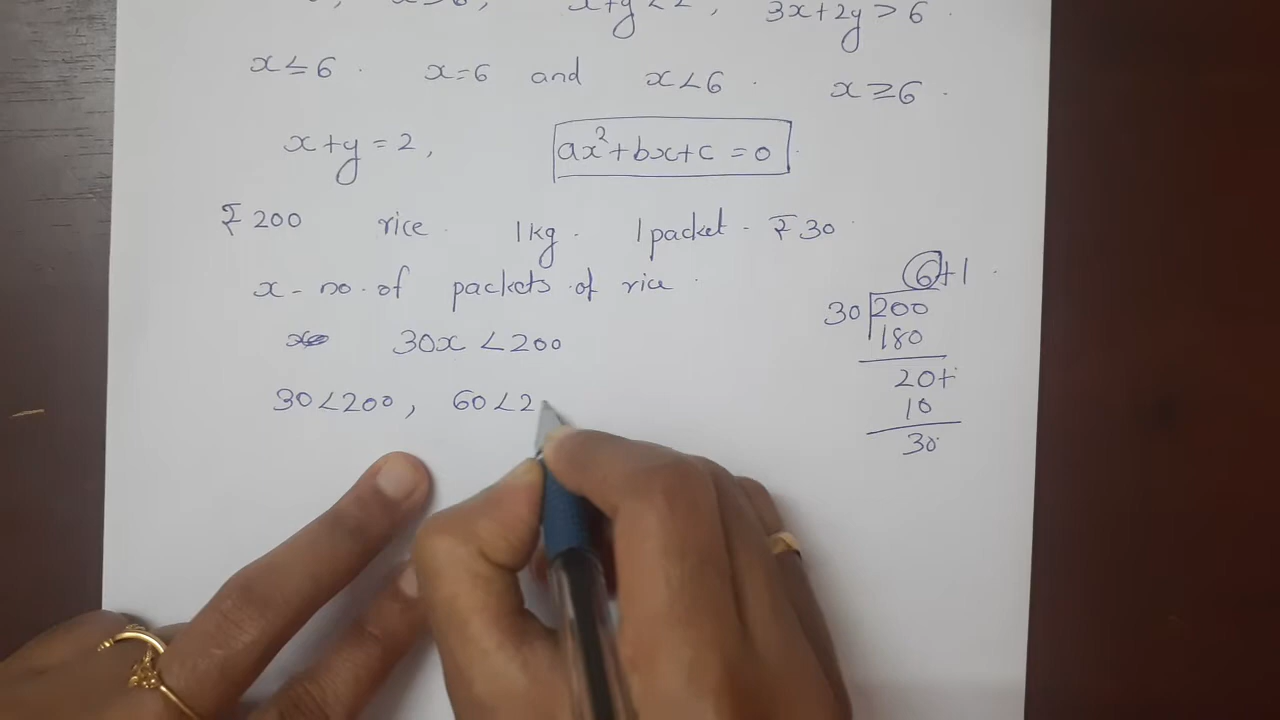 x+y<2, 3x+2y>6.
x≤6. x=6 and x<6. x≥6.
x+y=2, ax²+bx+c=0.
₹200 rice. 1kg. 1packet - ₹30.
x - no. of packets of rice.
30x<200
30<200, 60<2
6+1.
30 200
180
20+
10
30